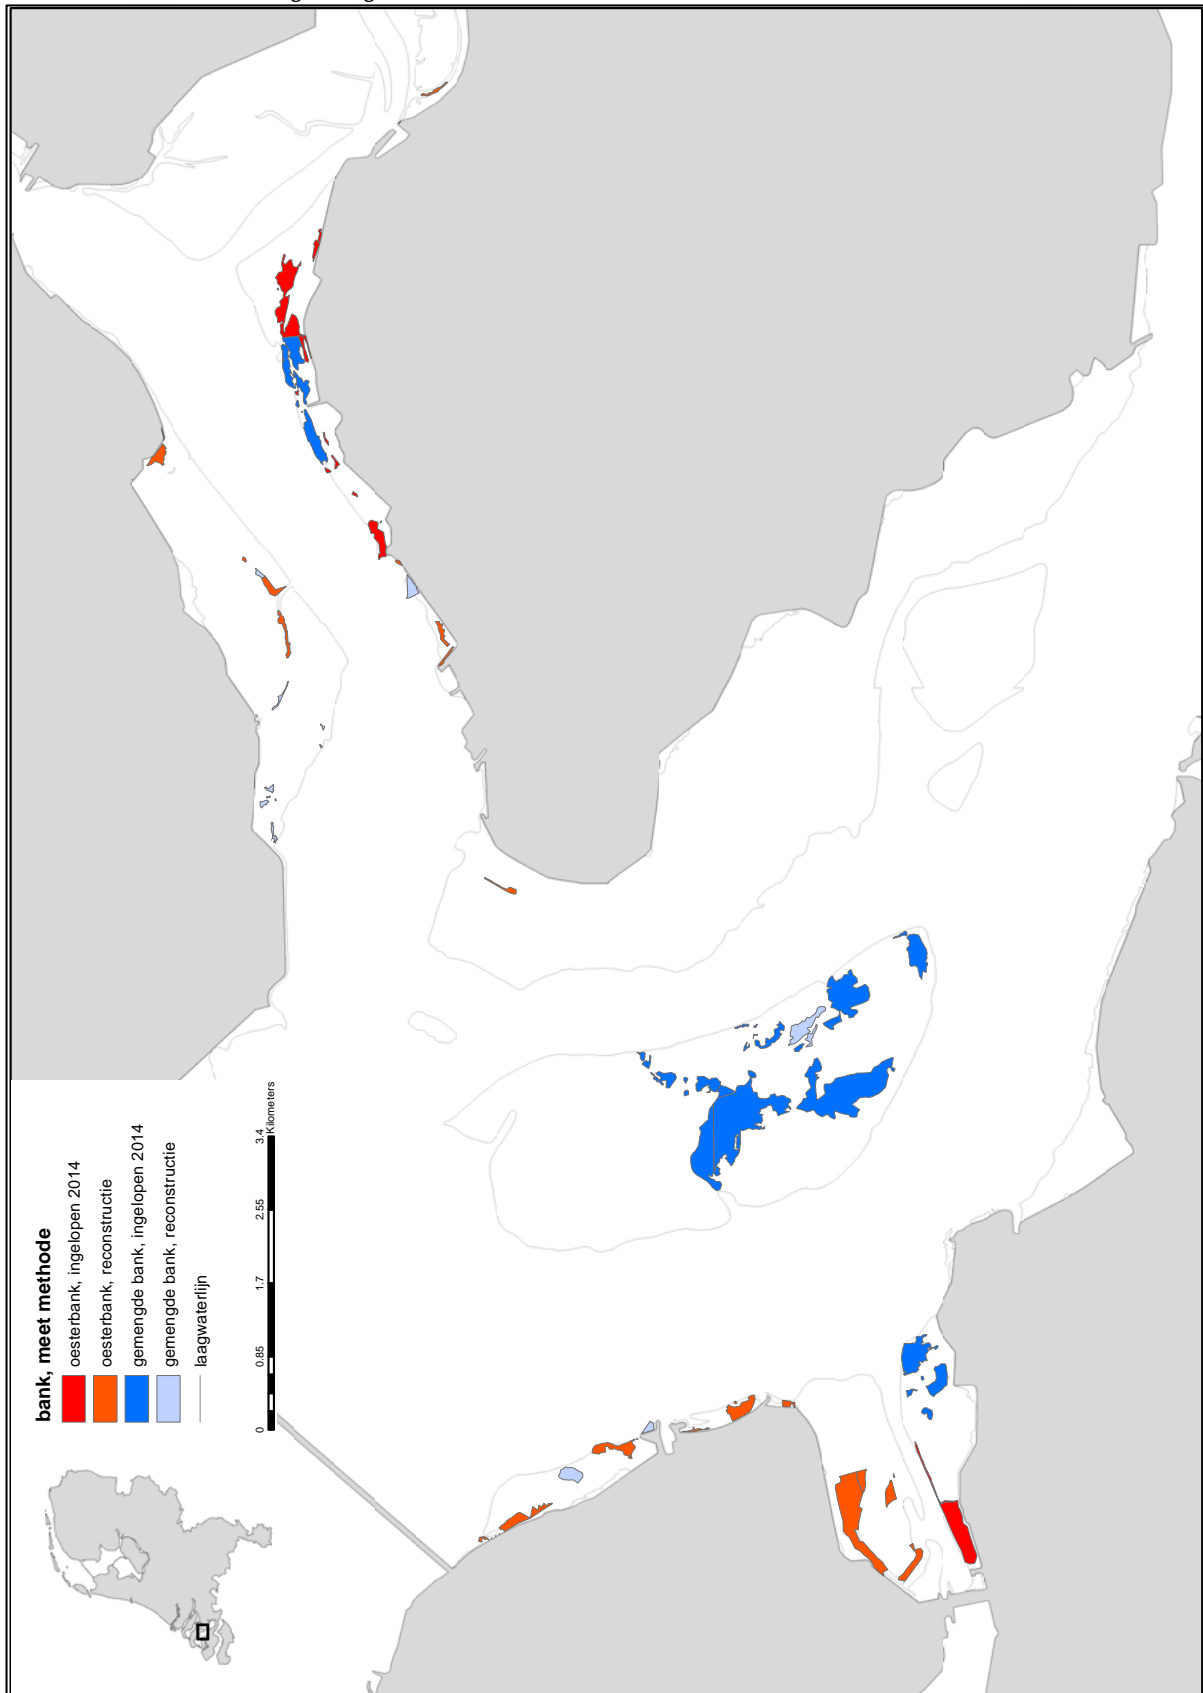 bank, meet methode
oesterbank, ingelopen 2014
oesterbank, reconstructie
gemengde bank, ingelopen 2014
gemengde bank, reconstructie
laagwaterlijn
0 0.85 1.7 2.55 3.4
Kilometers